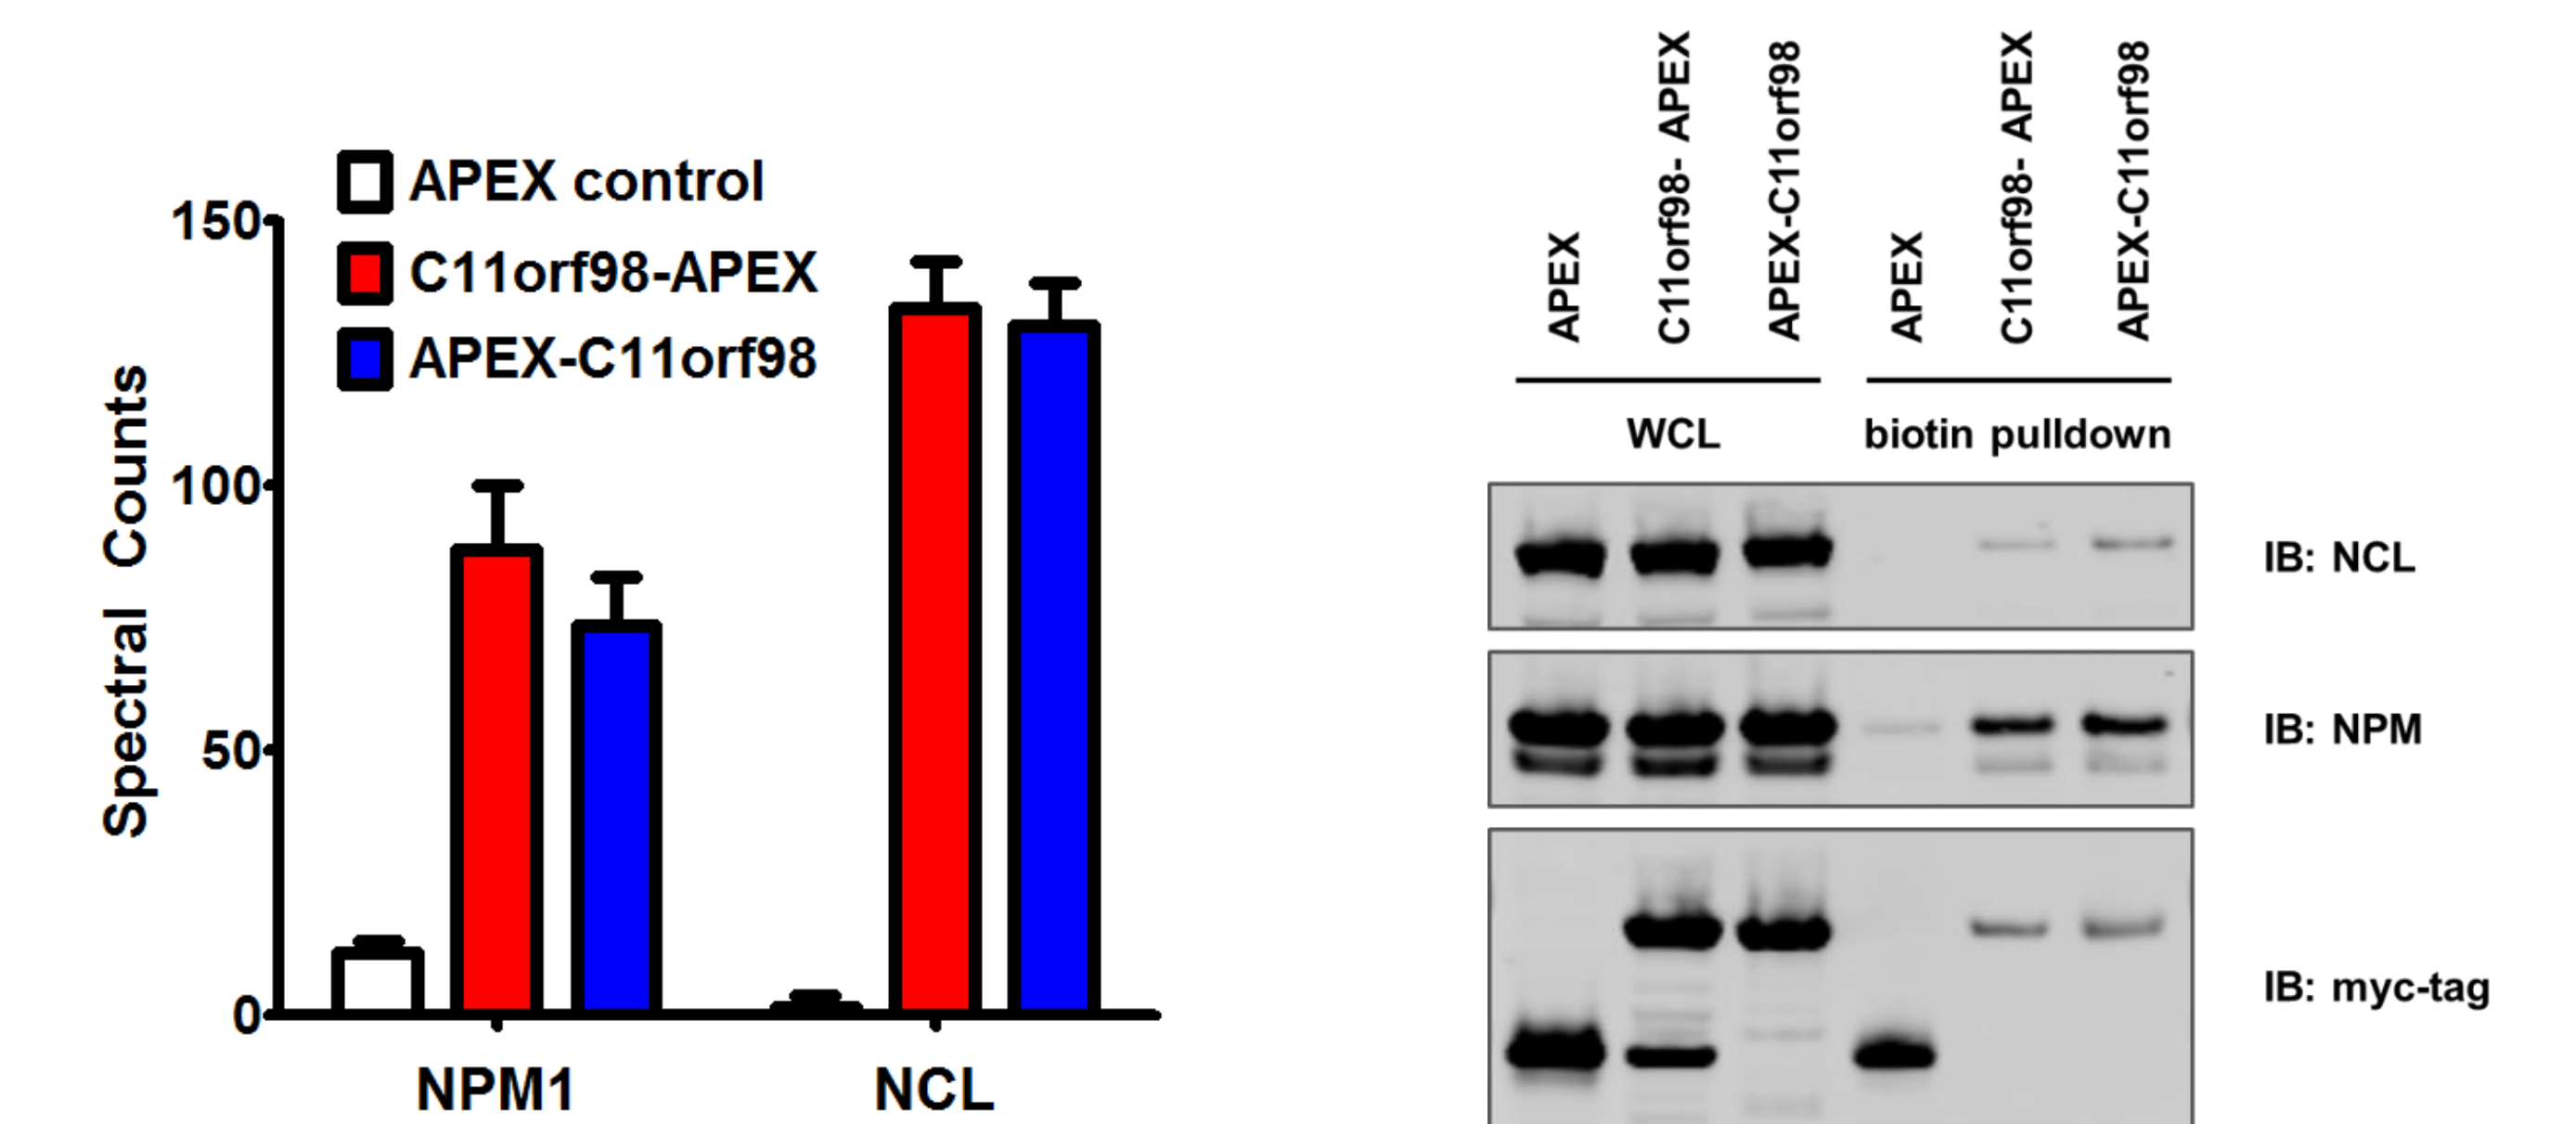 APEX control
C11orf98-APEX
APEX-C11orf98
150
100
50
0
Spectral Counts
NPM1
NCL
APEX
C11orf98- APEX
APEX-C11orf98
APEX
C11orf98- APEX
APEX-C11orf98
WCL
biotin pulldown
IB: NCL
IB: NPM
IB: myc-tag